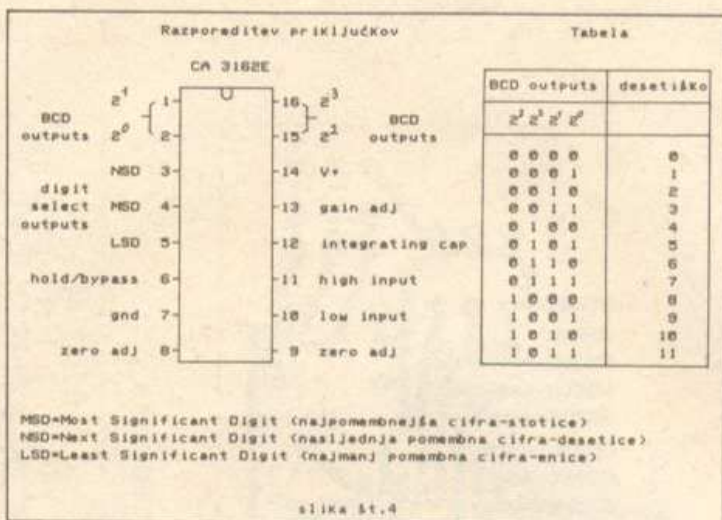 Razporeditev priključkov
CA 3162E
2¹ 1 16 2³
BCD outputs BCD outputs
2⁰ 2 15 2²
NSD 3 14 V+
digit select outputs
MSD 4 13 gain adj
LSD 5 12 integrating cap
hold/bypass 6 11 high input
gnd 7 10 low input
zero adj 8 9 zero adj
Tabela
BCD outputs desetiško
2¹ 2⁰
0 0 0 0 0
0 0 0 1 1
0 0 1 0 2
0 0 1 1 3
0 1 0 0 4
0 1 0 1 5
0 1 1 0 6
0 1 1 1 7
1 0 0 0 8
1 0 0 1 9
1 0 1 0 10
1 0 1 1 11
MSD=Most Significant Digit (najpomembnejša cifra-stotice)
NSD=Next Significant Digit (nasljednja pomembna cifra-desetice)
LSD=Least Significant Digit (najmanj pomembna cifra-enice)
slika št.4